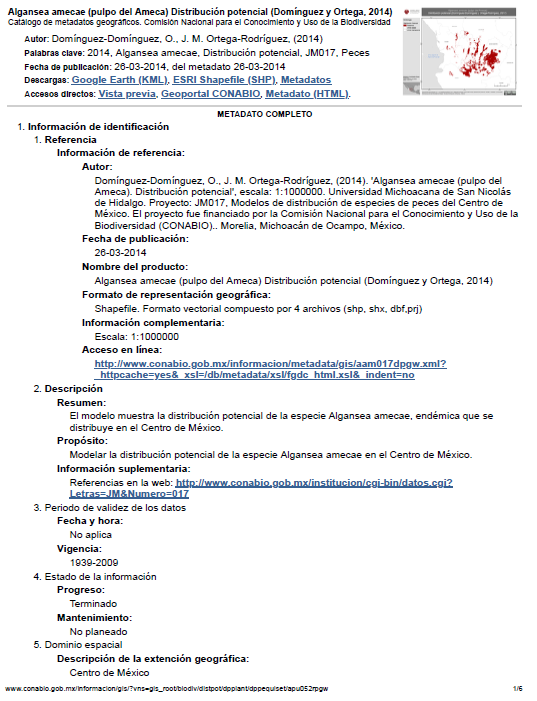 Algansea amecae (pulpo del Ameca) Distribución potencial (Domínguez y Ortega, 2014)
Catálogo de metadatos geográficos. Comisión Nacional para el Conocimiento y Uso de la Biodiversidad
Autor: Domínguez-Domínguez, O., J. M. Ortega-Rodríguez, (2014)
Palabras clave: 2014, Algansea amecae, Distribución potencial, JM017, Peces
Fecha de publicación: 26-03-2014, del metadato 26-03-2014
Descargas: Google Earth (KML), ESRI Shapefile (SHP), Metadatos
Accesos directos: Vista previa, Geoportal CONABIO, Metadato (HTML).
METADATO COMPLETO
1. Información de identificación
1. Referencia
Información de referencia:
Autor:
Domínguez-Domínguez, O., J. M. Ortega-Rodríguez, (2014). 'Algansea amecae (pulpo del
Ameca). Distribución potencial', escala: 1:1000000. Universidad Michoacana de San Nicolás
de Hidalgo. Proyecto: JM017, Modelos de distribución de especies de peces del Centro de
México. El proyecto fue financiado por la Comisión Nacional para el Conocimiento y Uso de la
Biodiversidad (CONABIO).. Morelia, Michoacán de Ocampo, México.
Fecha de publicación:
26-03-2014
Nombre del producto:
Algansea amecae (pulpo del Ameca) Distribución potencial (Domínguez y Ortega, 2014)
Formato de representación geográfica:
Shapefile. Formato vectorial compuesto por 4 archivos (shp, shx, dbf,prj)
Información complementaria:
Escala: 1:1000000
Acceso en línea:
http://www.conabio.gob.mx/informacion/metadata/gis/aam017dpgw.xml?
_httpcache=yes&_xsl=/db/metadata/xsl/fgdc_html.xsl&_indent=no
2. Descripción
Resumen:
El modelo muestra la distribución potencial de la especie Algansea amecae, endémica que se
distribuye en el Centro de México.
Propósito:
Modelar la distribución potencial de la especie Algansea amecae en el Centro de México.
Información suplementaria:
Referencias en la web: http://www.conabio.gob.mx/institucion/cgi-bin/datos.cgi?
Letras=JM&Numero=017
3. Periodo de validez de los datos
Fecha y hora:
No aplica
Vigencia:
1939-2009
4. Estado de la información
Progreso:
Terminado
Mantenimiento:
No planeado
5. Dominio espacial
Descripción de la extención geográfica:
Centro de México
www.conabio.gob.mx/informacion/gis/?vns=gis_root/biodiv/distpot/dpplant/dppequiset/apu052rpgw 1/6